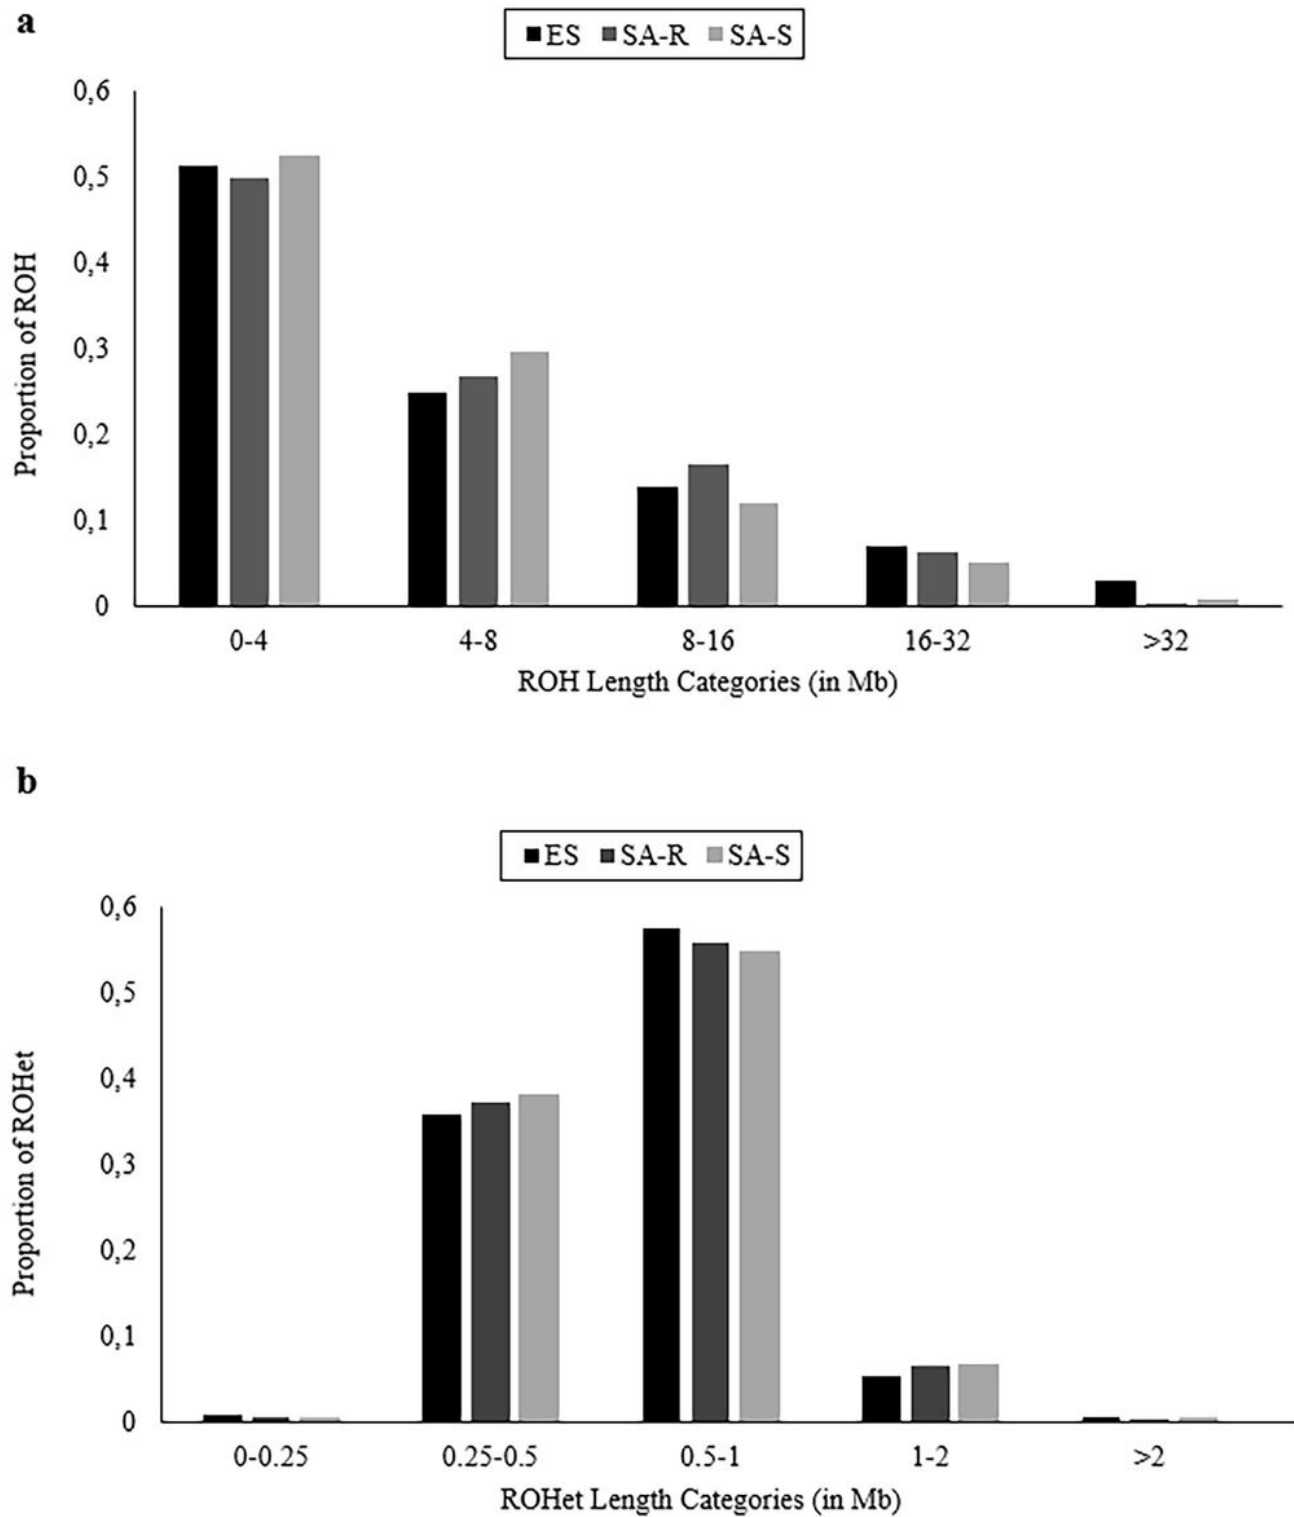 a
ES SA-R SA-S
0,6
0,5
0,4
0,3
0,2
0,1
0
Proportion of ROH
0-4 4-8 8-16 16-32 >32
ROH Length Categories (in Mb)
b
ES SA-R SA-S
0,6
0,5
0,4
0,3
0,2
0,1
0
Proportion of ROHet
0-0.25 0.25-0.5 0.5-1 1-2 >2
ROHet Length Categories (in Mb)